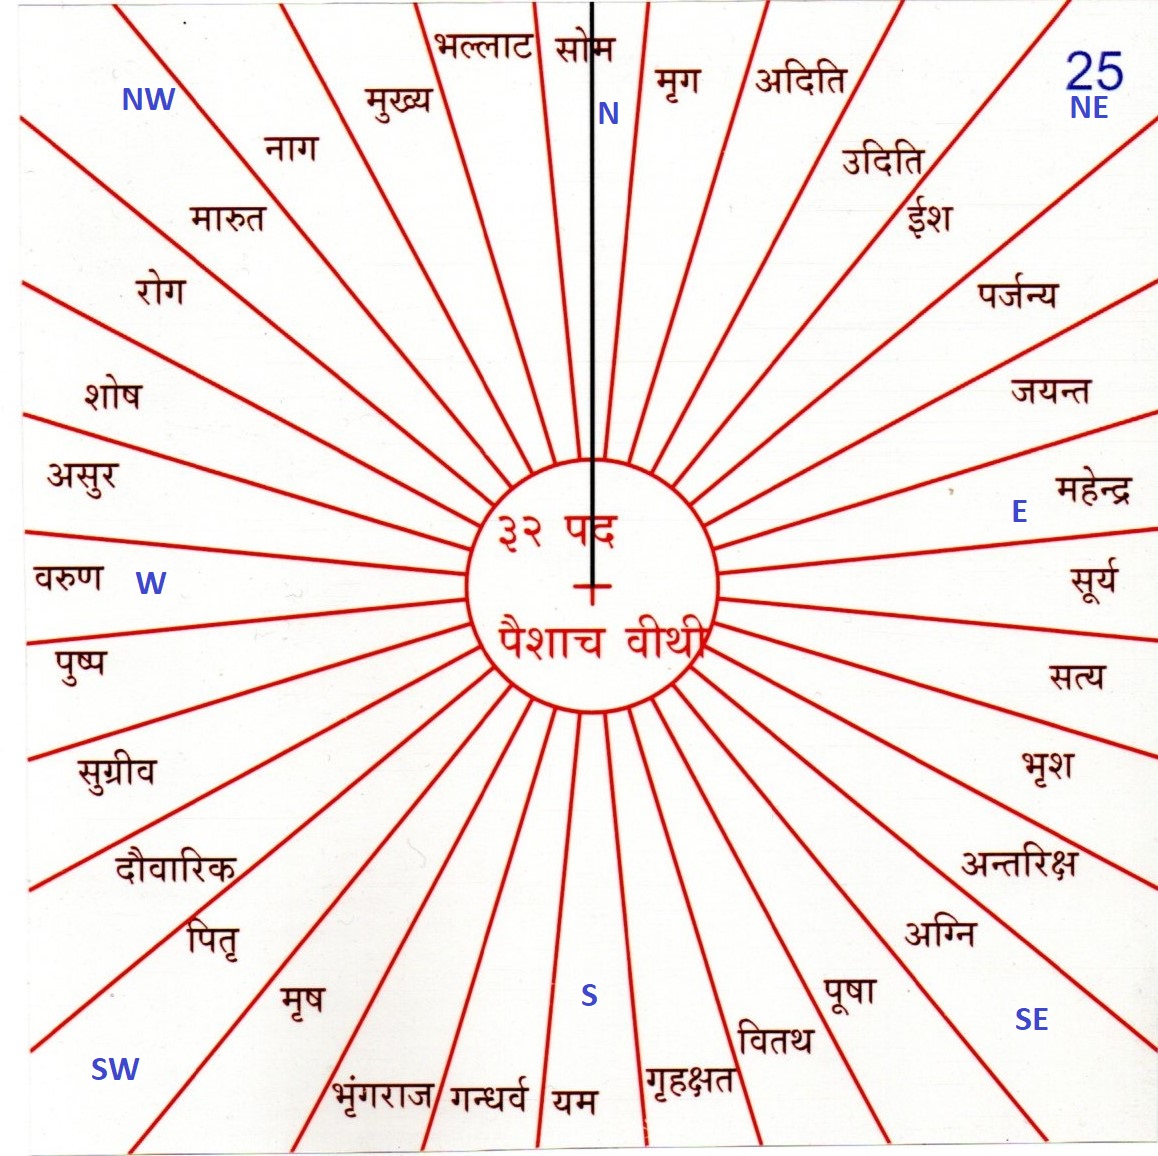 भल्लाट
सोम
मृग
अदिति
25
NE
NW
मुख्य
N
नाग
उदिति
मारुत
ईश
रोग
पर्जन्य
शोष
जयन्त
असुर
महेन्द्र
E
३२ पद
वरुण
W
सूर्य
पैशाच वीथी
पुष्प
सत्य
सुग्रीव
भृश
दौवारिक
अन्तरिक्ष
पितृ
अग्नि
मृष
पूषा
S
SE
SW
वितथ
भृंगराज
गन्धर्व
यम
गृहक्षत